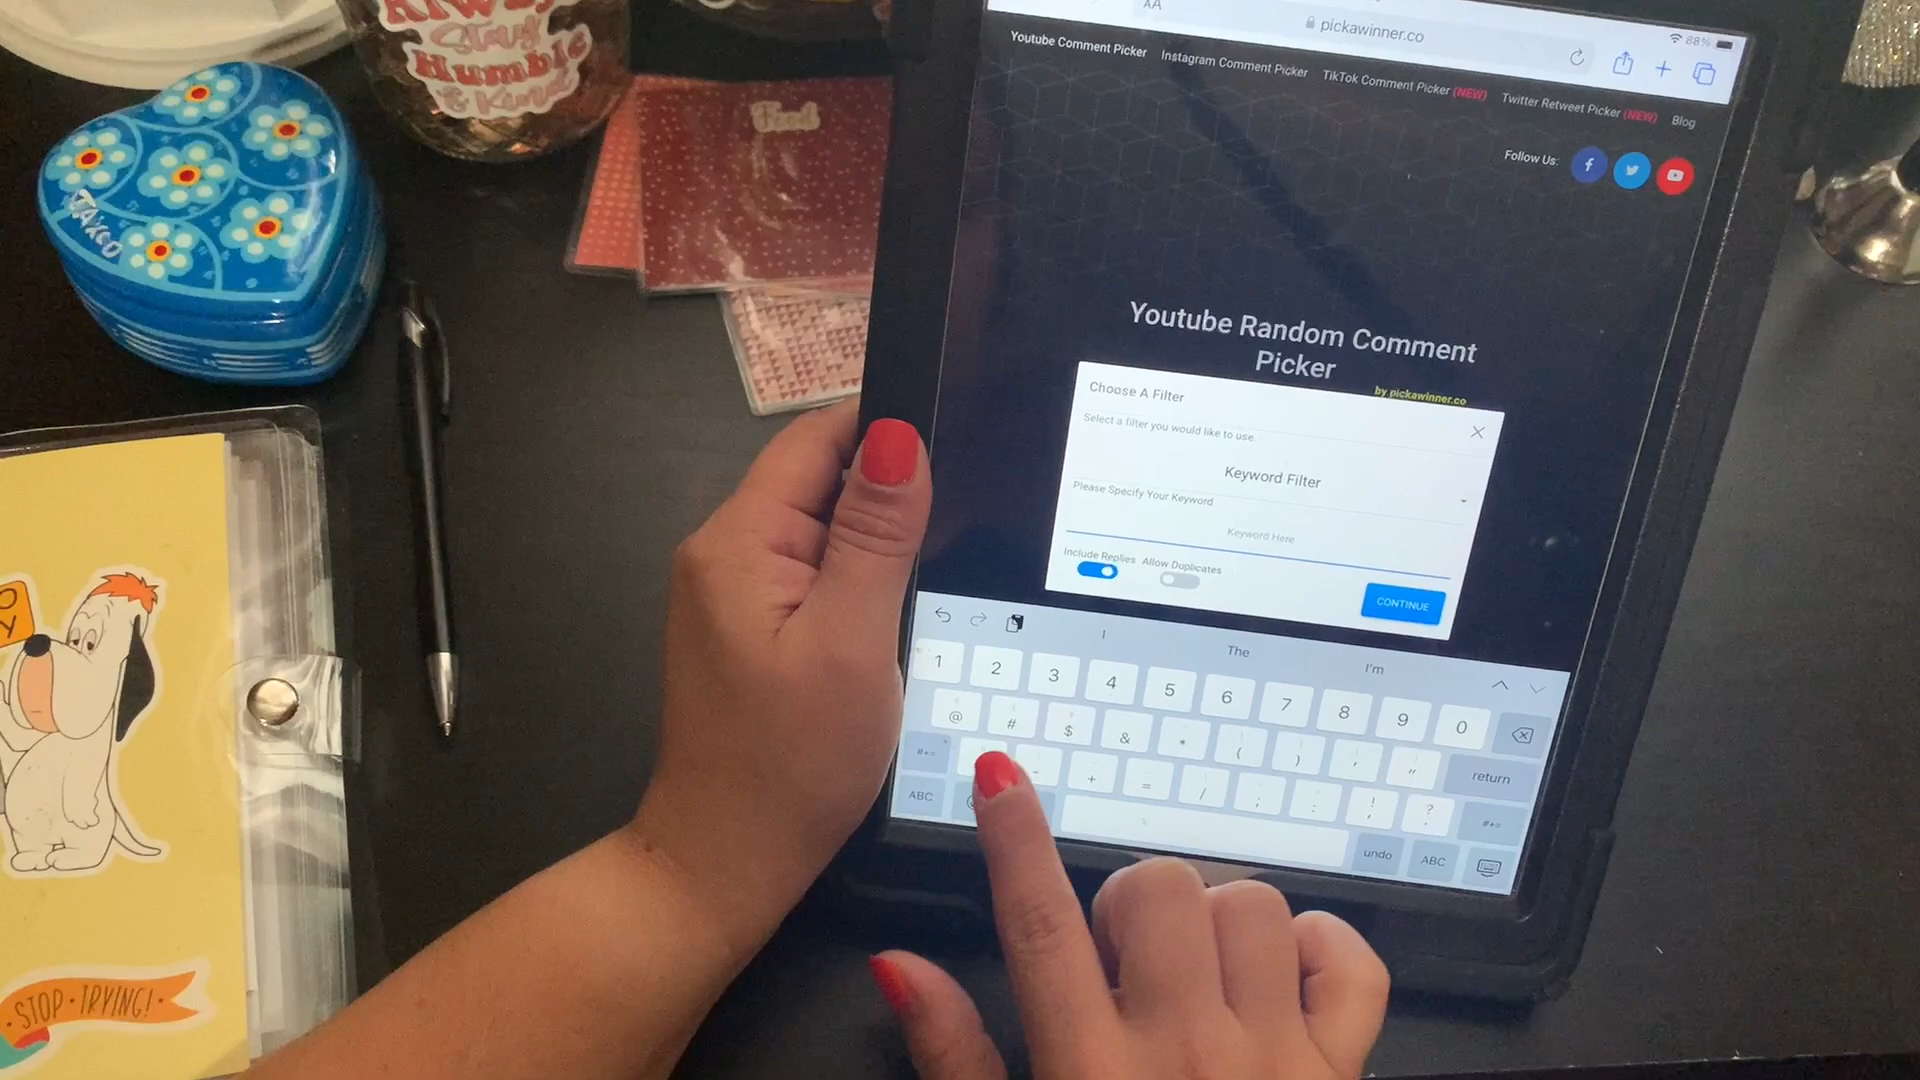 Stay
Humble
& Kind
Food
JAXCO
STOP • TRYING!
AA
pickawinner.co
88%
Youtube Comment Picker
Instagram Comment Picker
TikTok Comment Picker (NEW)
Twitter Retweet Picker (NEW)
Blog
Follow Us:
Youtube Random Comment
Picker
by pickawinner.co
Choose A Filter
Select a filter you would like to use.
Keyword Filter
Please Specify Your Keyword
Keyword Here
Include Replies
Allow Duplicates
CONTINUE
I
The
I'm
1 2 3 4 5 6 7 8 9 0
@ # $ & * ( ) ' "
return
#+= - + = / ; : ! ? #+=
ABC
undo
ABC